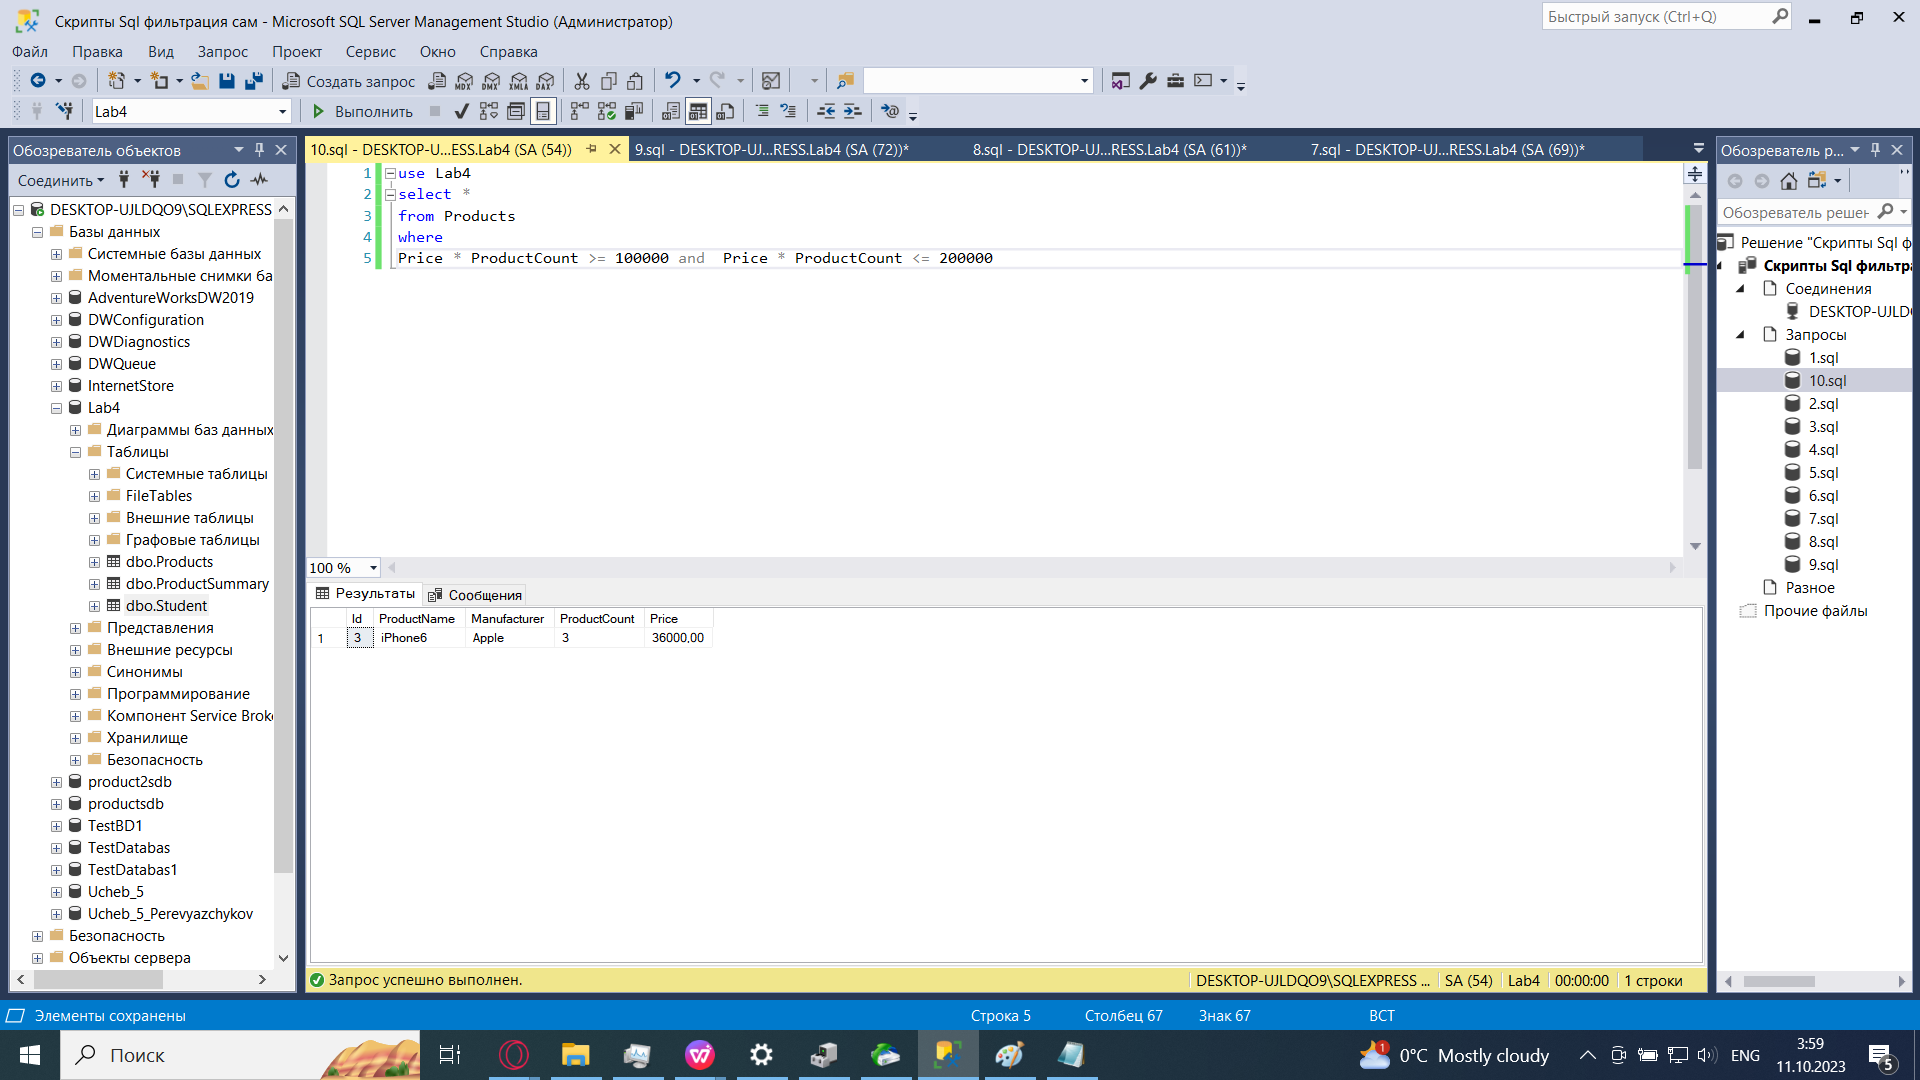 Скрипты Sql фильтрация сам - Microsoft SQL Server Management Studio (Администратор)
Быстрый запуск (Ctrl+Q)
Файл Правка Вид Запрос Проект Сервис Окно Справка
Создать запрос
MDX DMX XMLA DAX
Lab4
Выполнить
Обозреватель объектов
Соединить
DESKTOP-UJLDQO9\SQLEXPRESS
Базы данных
Системные базы данных
Моментальные снимки ба
AdventureWorksDW2019
DWConfiguration
DWDiagnostics
DWQueue
InternetStore
Lab4
Диаграммы баз данных
Таблицы
Системные таблицы
FileTables
Внешние таблицы
Графовые таблицы
dbo.Products
dbo.ProductSummary
dbo.Student
Представления
Внешние ресурсы
Синонимы
Программирование
Компонент Service Brok
Хранилище
Безопасность
product2sdb
productsdb
TestBD1
TestDatabas
TestDatabas1
Ucheb_5
Ucheb_5_Perevyazchykov
Безопасность
Объекты сервера
10.sql - DESKTOP-U...ESS.Lab4 (SA (54))
9.sql - DESKTOP-UJ...RESS.Lab4 (SA (72))*
8.sql - DESKTOP-UJ...RESS.Lab4 (SA (61))*
7.sql - DESKTOP-UJ...RESS.Lab4 (SA (69))*
1 use Lab4
2 select *
3 from Products
4 where
5 Price * ProductCount >= 100000 and  Price * ProductCount <= 200000
100 %
Результаты Сообщения
Id ProductName Manufacturer ProductCount Price
1 3 iPhone6 Apple 3 36000,00
Запрос успешно выполнен.
DESKTOP-UJLDQO9\SQLEXPRESS ... SA (54) Lab4 00:00:00 1 строки
Обозреватель р...
Обозреватель решен
Решение "Скрипты Sql ф
Скрипты Sql фильтра
Соединения
DESKTOP-UJLD
Запросы
1.sql
10.sql
2.sql
3.sql
4.sql
5.sql
6.sql
7.sql
8.sql
9.sql
Разное
Прочие файлы
Элементы сохранены
Строка 5 Столбец 67 Знак 67 ВСТ
Поиск
1
0°C Mostly cloudy
ENG
3:59
11.10.2023
5